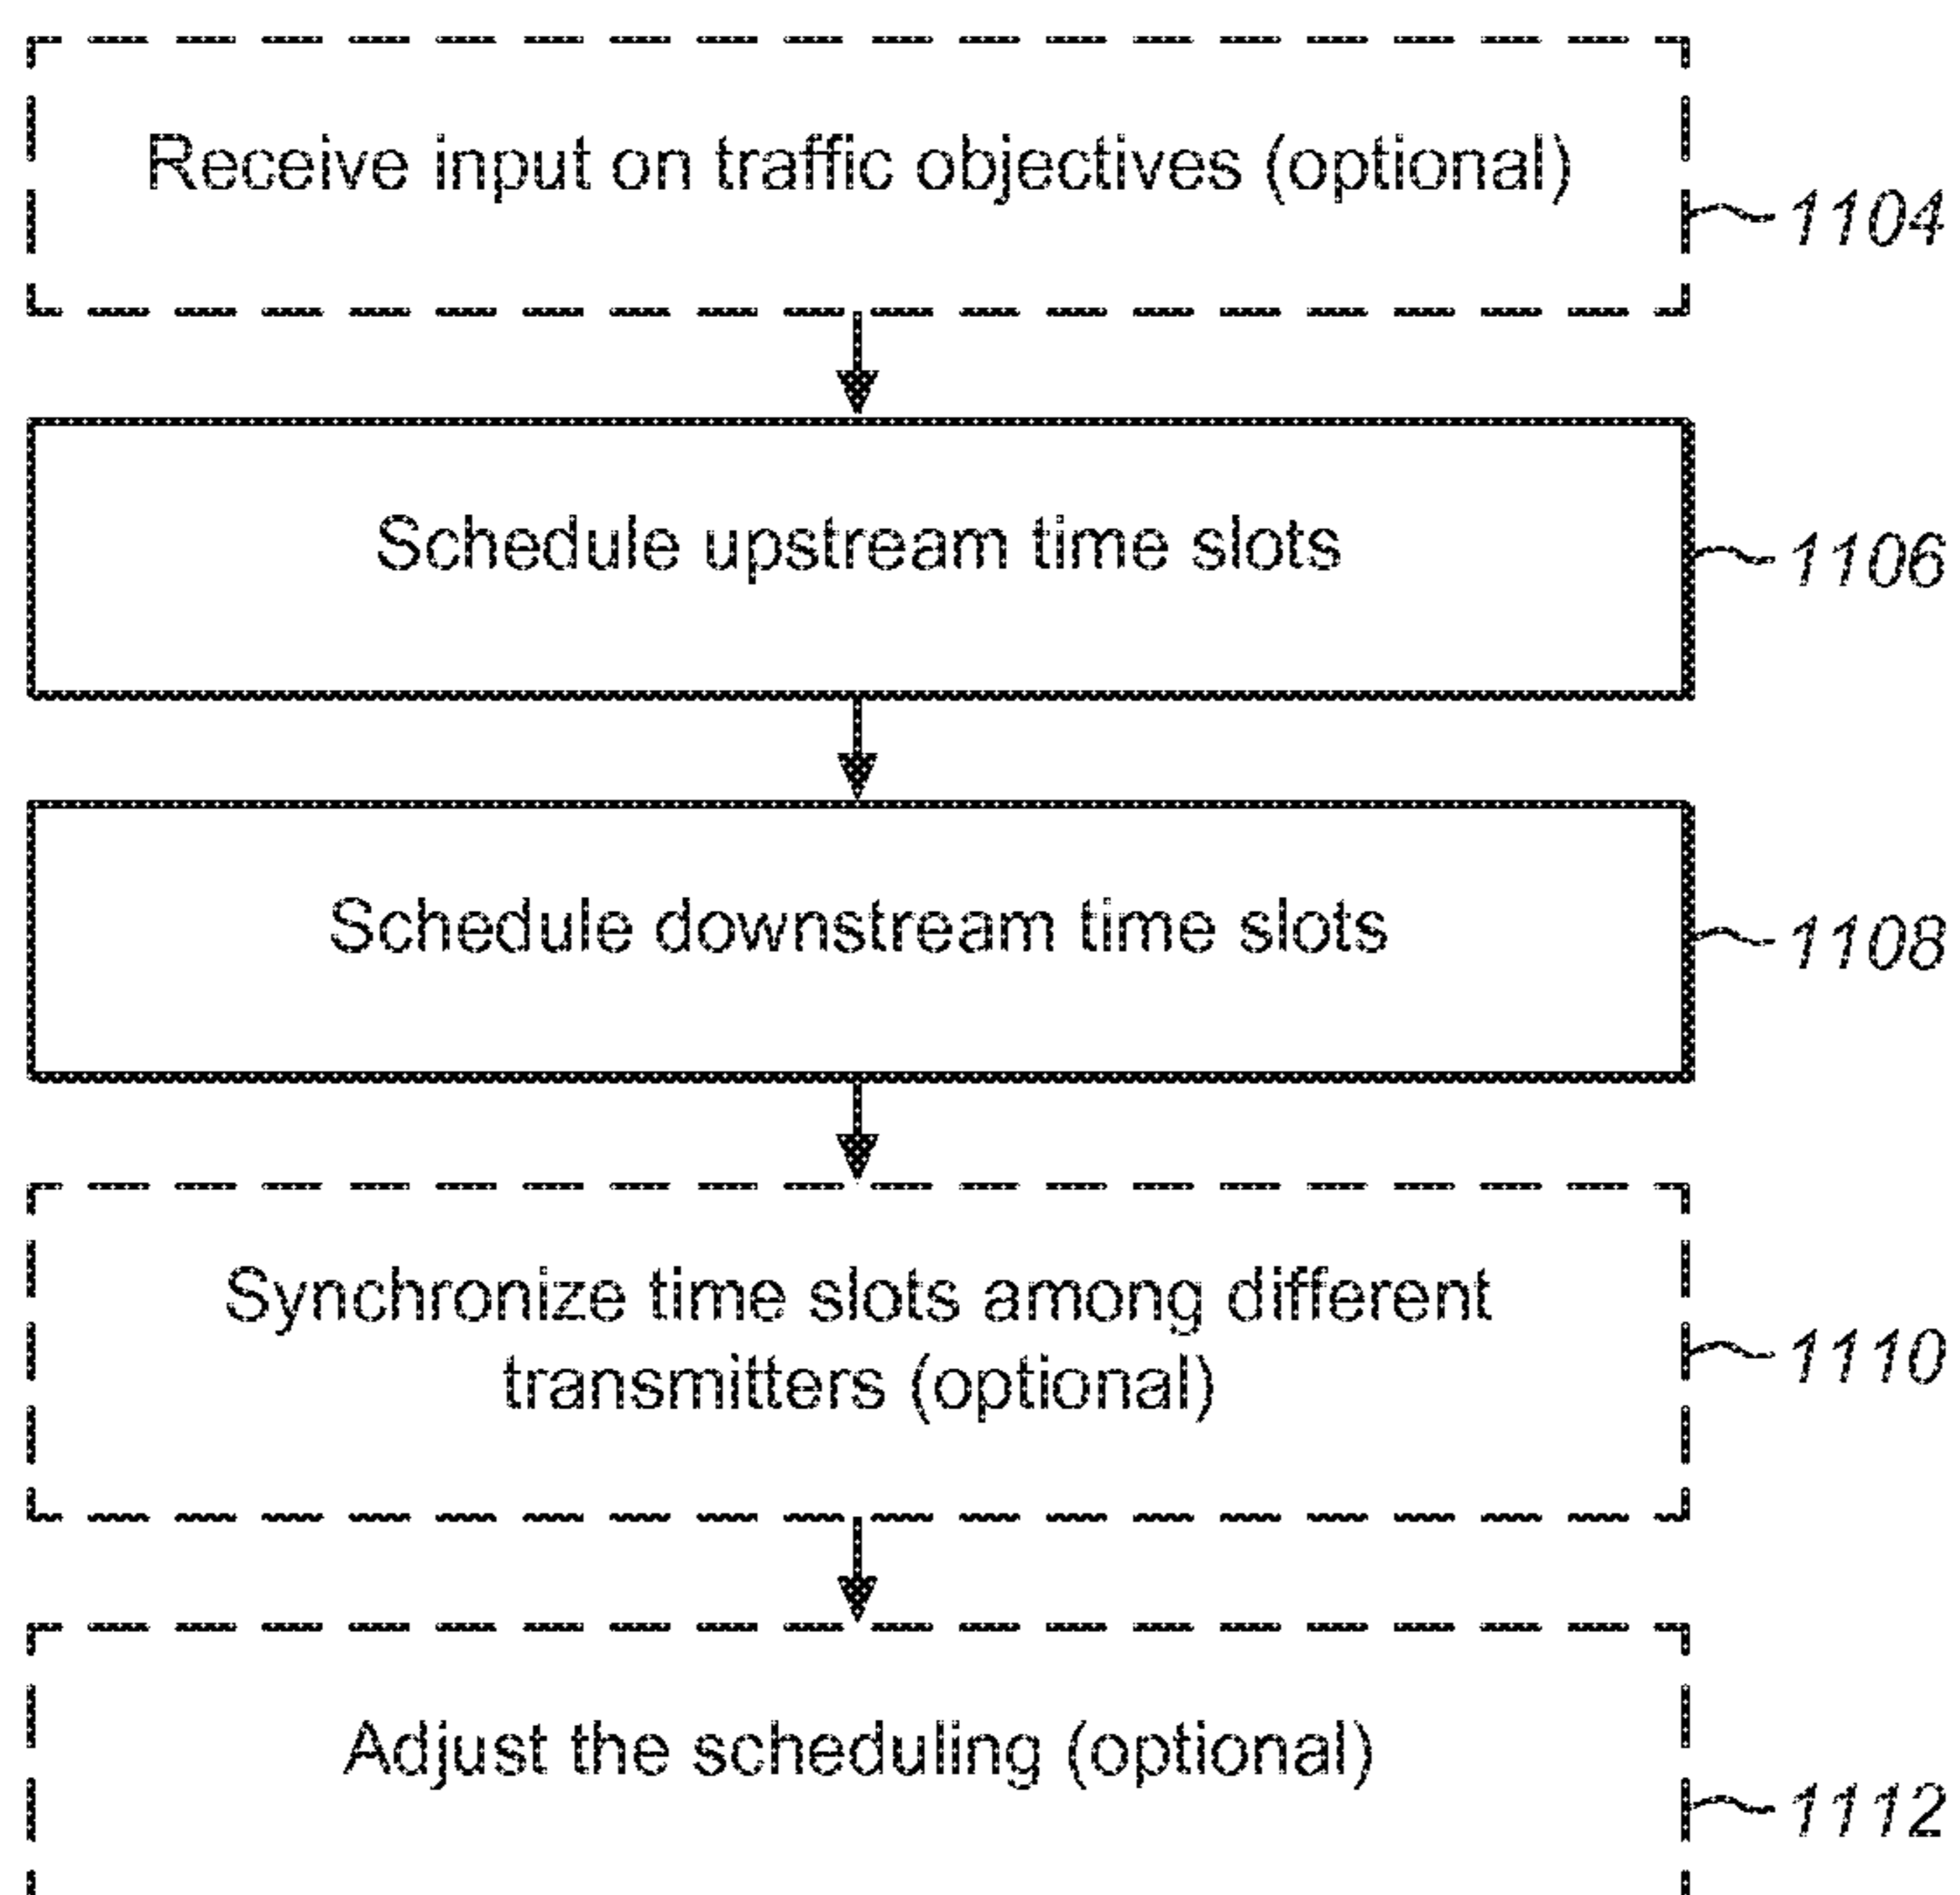 Receive input on traffic objectives (optional)
1104
Schedule upstream time slots
1106
Schedule downstream time slots
1108
Synchronize time slots among different
transmitters (optional)
1110
Adjust the scheduling (optional)
1112